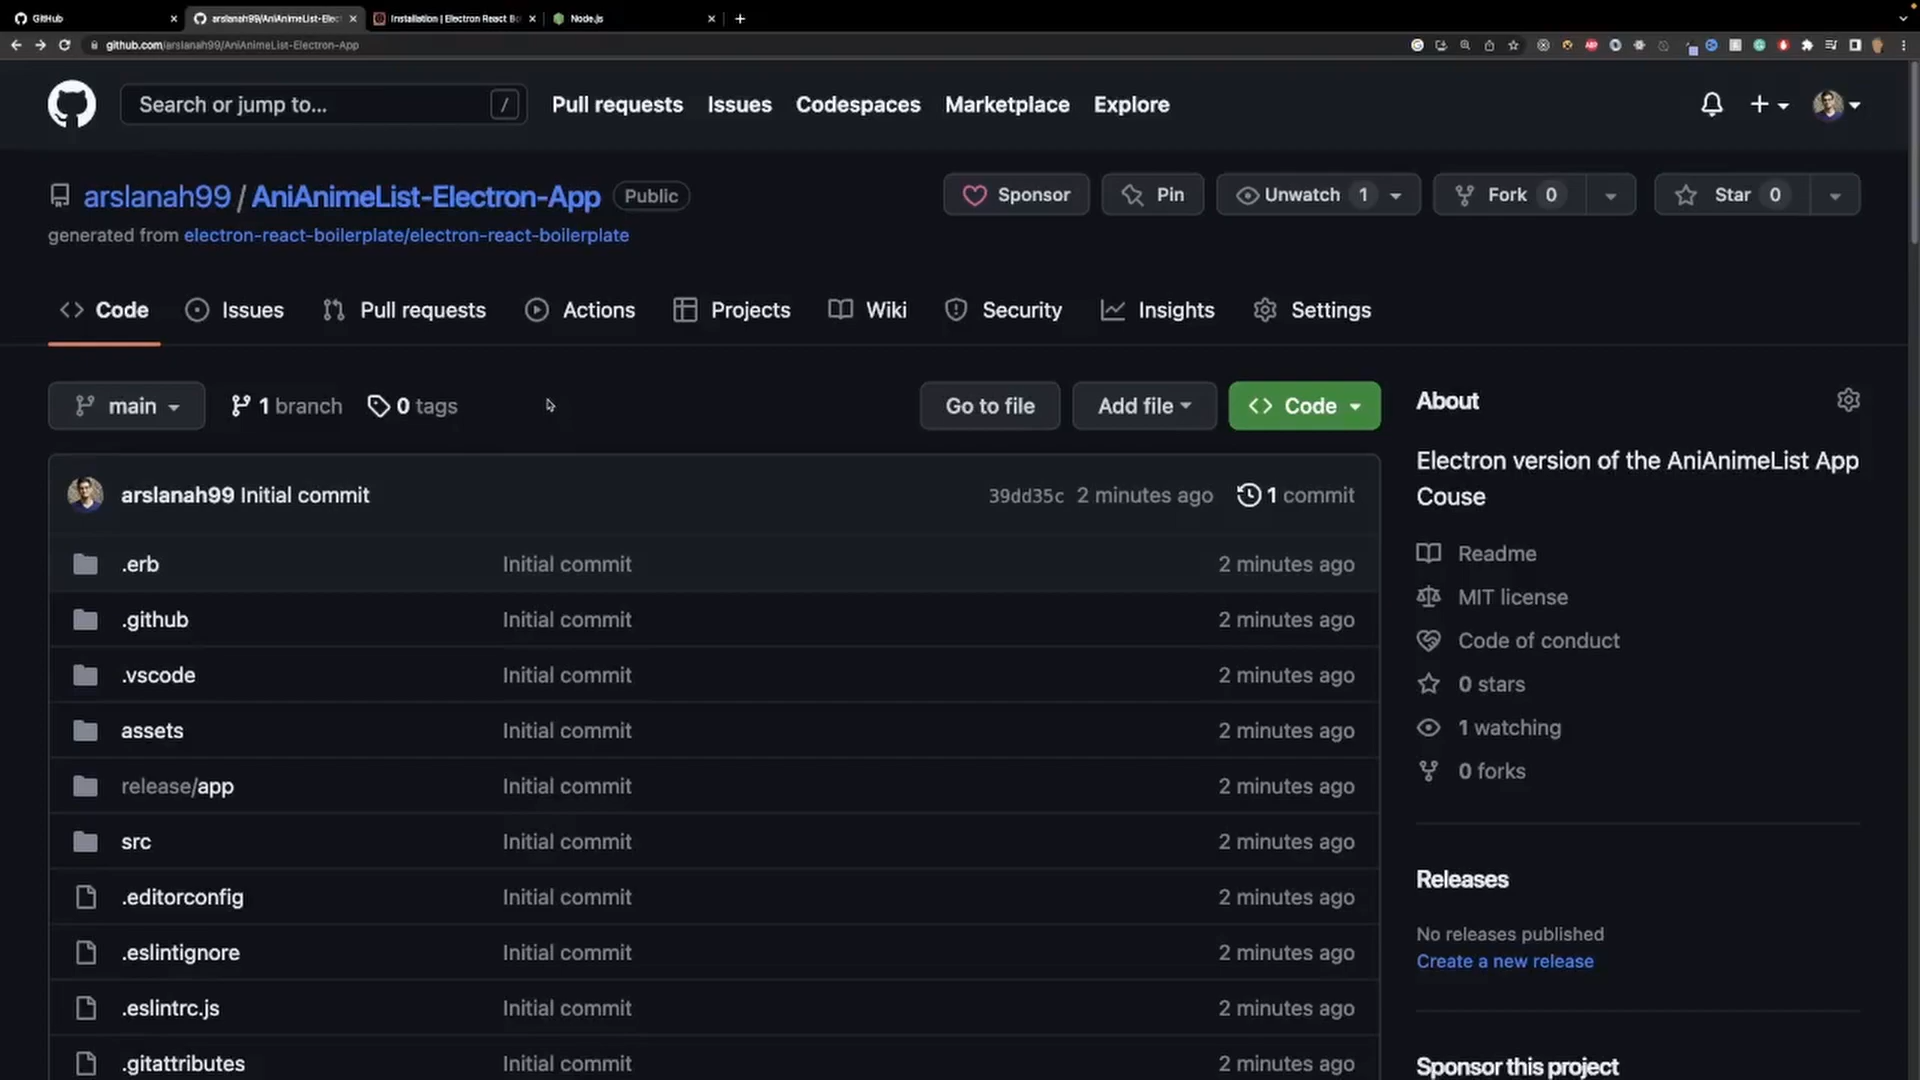 GitHub
arslanah99/AniAnimeList-Elec
Installation | Electron React Bo
Node.js
github.com/arslanah99/AniAnimeList-Electron-App
Search or jump to...
/
Pull requests
Issues
Codespaces
Marketplace
Explore
arslanah99 / AniAnimeList-Electron-App
Public
Sponsor
Pin
Unwatch 1
Fork 0
Star 0
generated from electron-react-boilerplate/electron-react-boilerplate
Code
Issues
Pull requests
Actions
Projects
Wiki
Security
Insights
Settings
main
1 branch
0 tags
Go to file
Add file
Code
arslanah99 Initial commit
39dd35c 2 minutes ago
1 commit
.erb Initial commit 2 minutes ago
.github Initial commit 2 minutes ago
.vscode Initial commit 2 minutes ago
assets Initial commit 2 minutes ago
release/app Initial commit 2 minutes ago
src Initial commit 2 minutes ago
.editorconfig Initial commit 2 minutes ago
.eslintignore Initial commit 2 minutes ago
.eslintrc.js Initial commit 2 minutes ago
.gitattributes Initial commit 2 minutes ago
About
Electron version of the AniAnimeList App
Couse
Readme
MIT license
Code of conduct
0 stars
1 watching
0 forks
Releases
No releases published
Create a new release
Sponsor this project